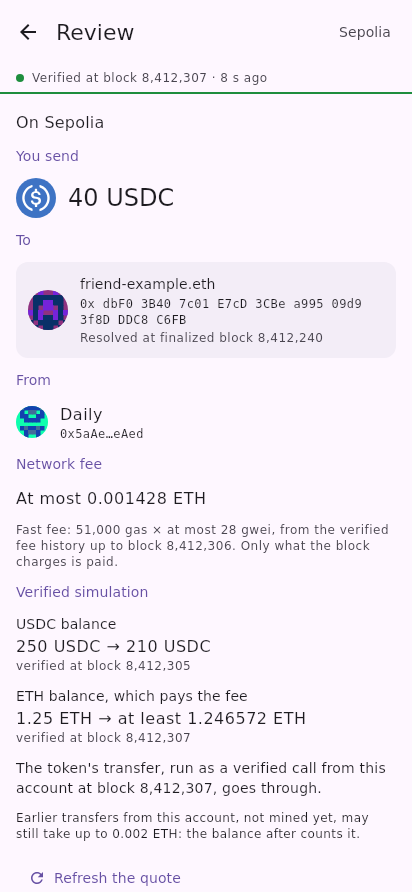 Review
Sepolia
Verified at block 8,412,307 · 8 s ago
On Sepolia
You send
40 USDC
To
friend-example.eth
0x dbF0 3B40 7c01 E7cD 3CBe a995 09d9
3f8D DDC8 C6FB
Resolved at finalized block 8,412,240
From
Daily
0x5aAe…eAed
Network fee
At most 0.001428 ETH
Fast fee: 51,000 gas × at most 28 gwei, from the verified
fee history up to block 8,412,306. Only what the block
charges is paid.
Verified simulation
USDC balance
250 USDC → 210 USDC
verified at block 8,412,305
ETH balance, which pays the fee
1.25 ETH → at least 1.246572 ETH
verified at block 8,412,307
The token's transfer, run as a verified call from this
account at block 8,412,307, goes through.
Earlier transfers from this account, not mined yet, may
still take up to 0.002 ETH: the balance after counts it.
Refresh the quote